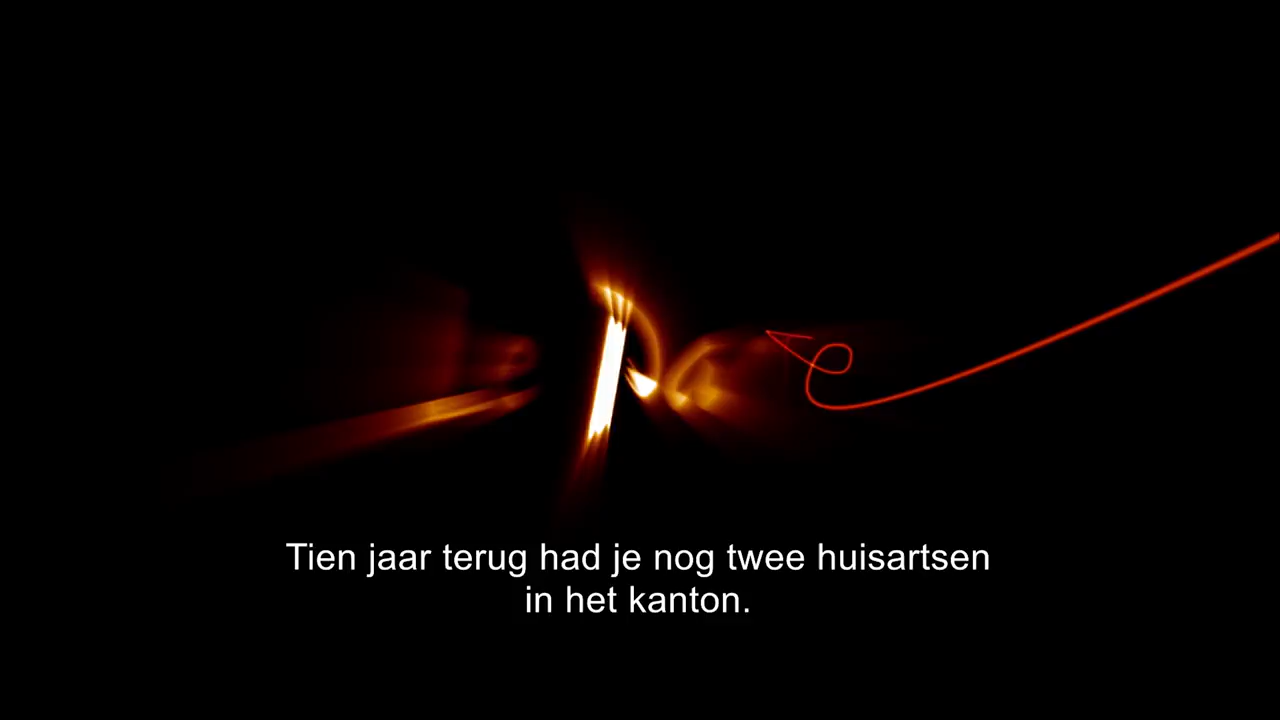 Tien jaar terug had je nog twee huisartsen
in het kanton.